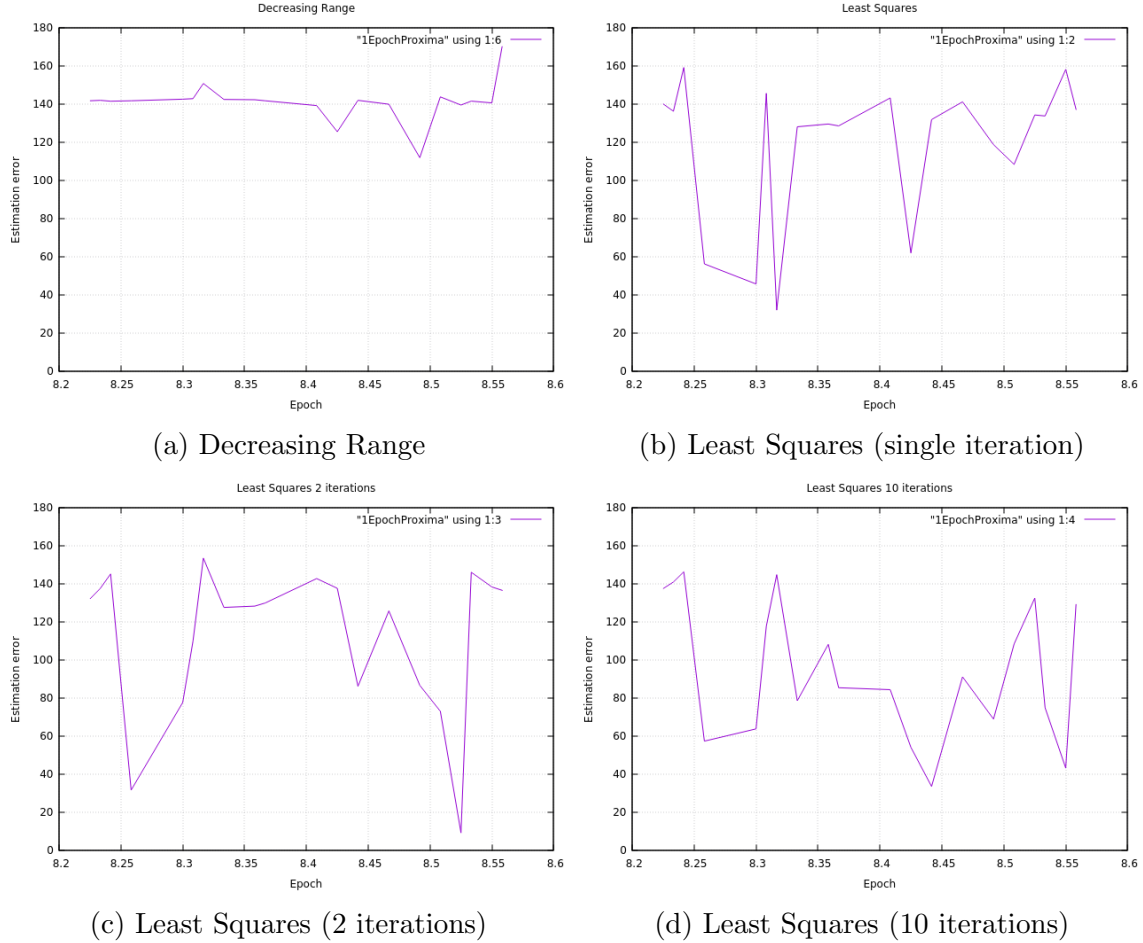 Decreasing Range
"1EpochProxima" using 1:6
180
160
140
120
100
80
60
40
20
0
Estimation error
8.2 8.25 8.3 8.35 8.4 8.45 8.5 8.55 8.6
Epoch
(a) Decreasing Range
Least Squares
"1EpochProxima" using 1:2
180
160
140
120
100
80
60
40
20
0
Estimation error
8.2 8.25 8.3 8.35 8.4 8.45 8.5 8.55 8.6
Epoch
(b) Least Squares (single iteration)
Least Squares 2 iterations
"1EpochProxima" using 1:3
180
160
140
120
100
80
60
40
20
0
Estimation error
8.2 8.25 8.3 8.35 8.4 8.45 8.5 8.55 8.6
Epoch
(c) Least Squares (2 iterations)
Least Squares 10 iterations
"1EpochProxima" using 1:4
180
160
140
120
100
80
60
40
20
0
Estimation error
8.2 8.25 8.3 8.35 8.4 8.45 8.5 8.55 8.6
Epoch
(d) Least Squares (10 iterations)